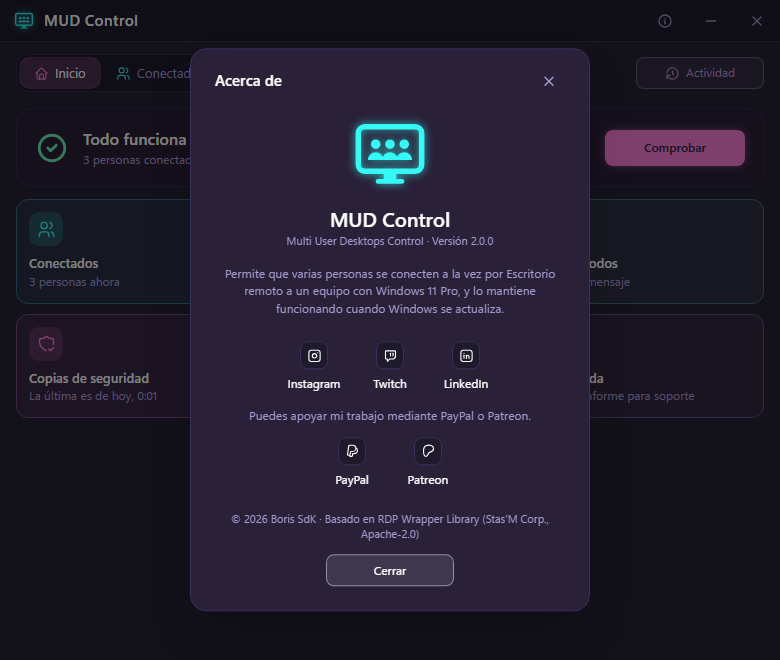 MUD Control
Inicio
Conectad
Actividad
Todo funciona
3 personas conectad
Comprobar
Conectados
3 personas ahora
odos
mensaje
Copias de seguridad
La última es de hoy, 0:01
da
nforme para soporte
Acerca de
MUD Control
Multi User Desktops Control · Versión 2.0.0
Permite que varias personas se conecten a la vez por Escritorio
remoto a un equipo con Windows 11 Pro, y lo mantiene
funcionando cuando Windows se actualiza.
Instagram
Twitch
LinkedIn
Puedes apoyar mi trabajo mediante PayPal o Patreon.
PayPal
Patreon
© 2026 Boris SdK · Basado en RDP Wrapper Library (Stas'M Corp.,
Apache-2.0)
Cerrar